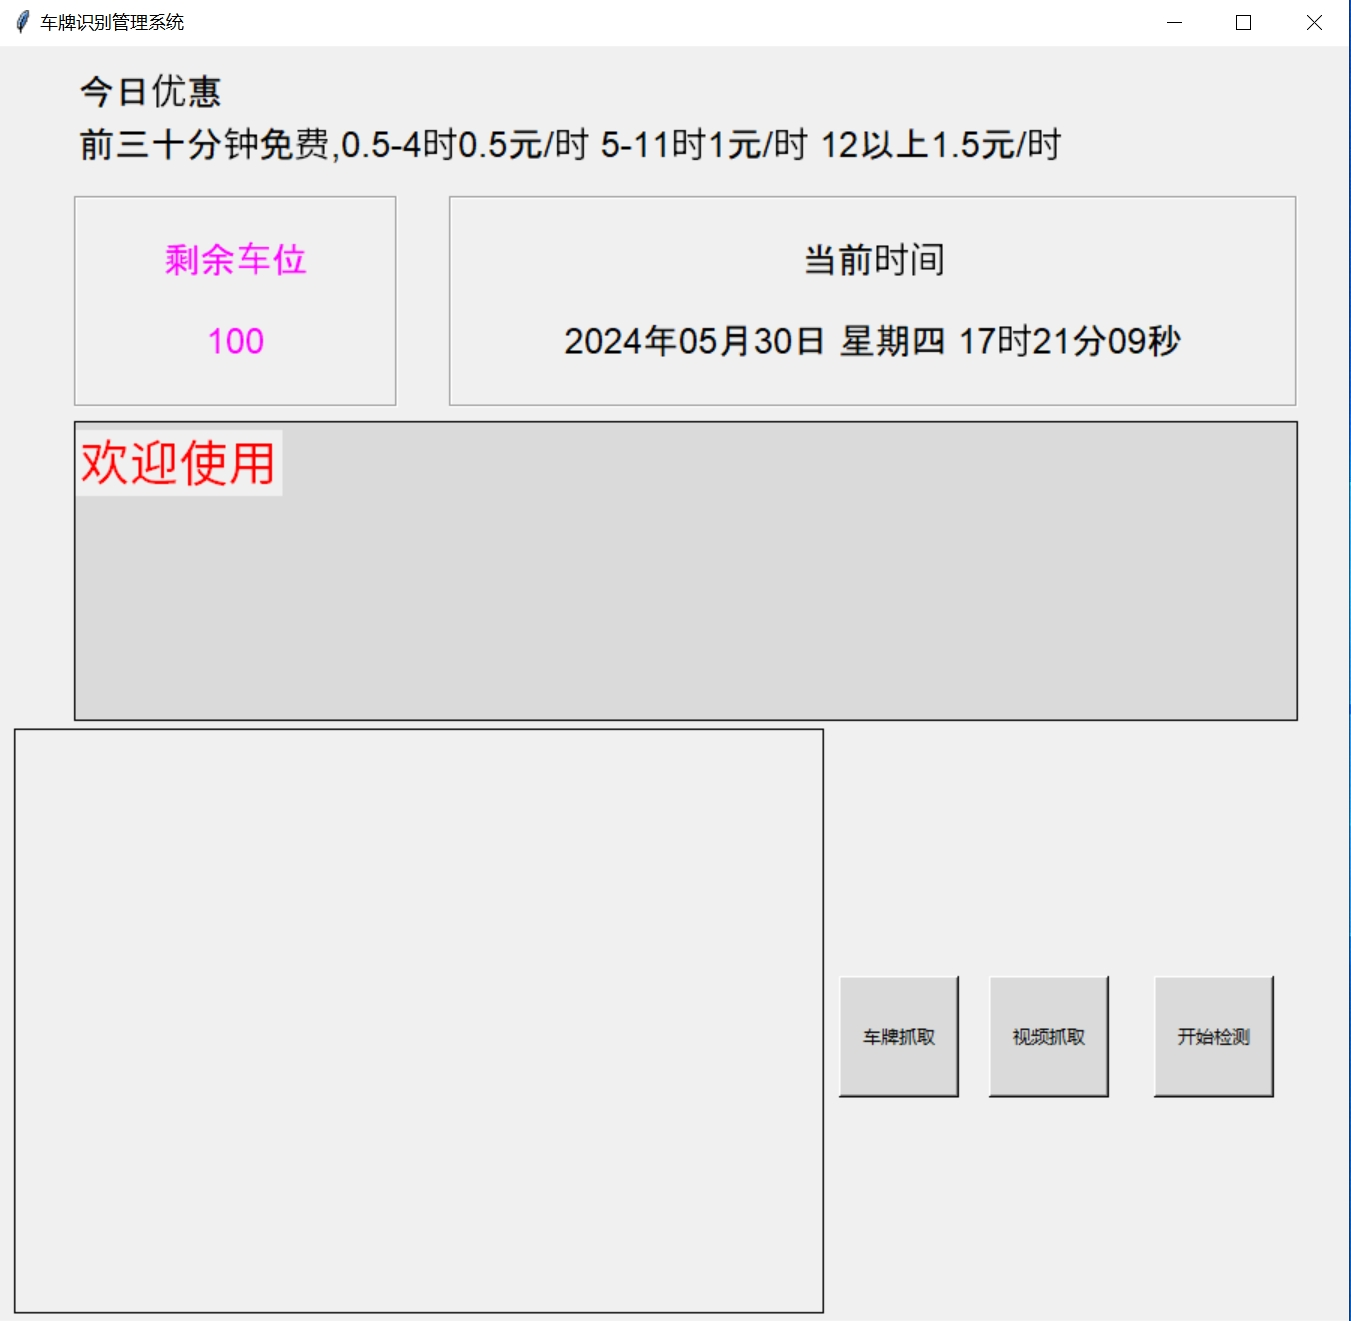 车牌识别管理系统
今日优惠
前三十分钟免费,0.5-4时0.5元/时 5-11时1元/时 12以上1.5元/时
剩余车位
100
当前时间
2024年05月30日 星期四 17时21分09秒
欢迎使用
车牌抓取
视频抓取
开始检测